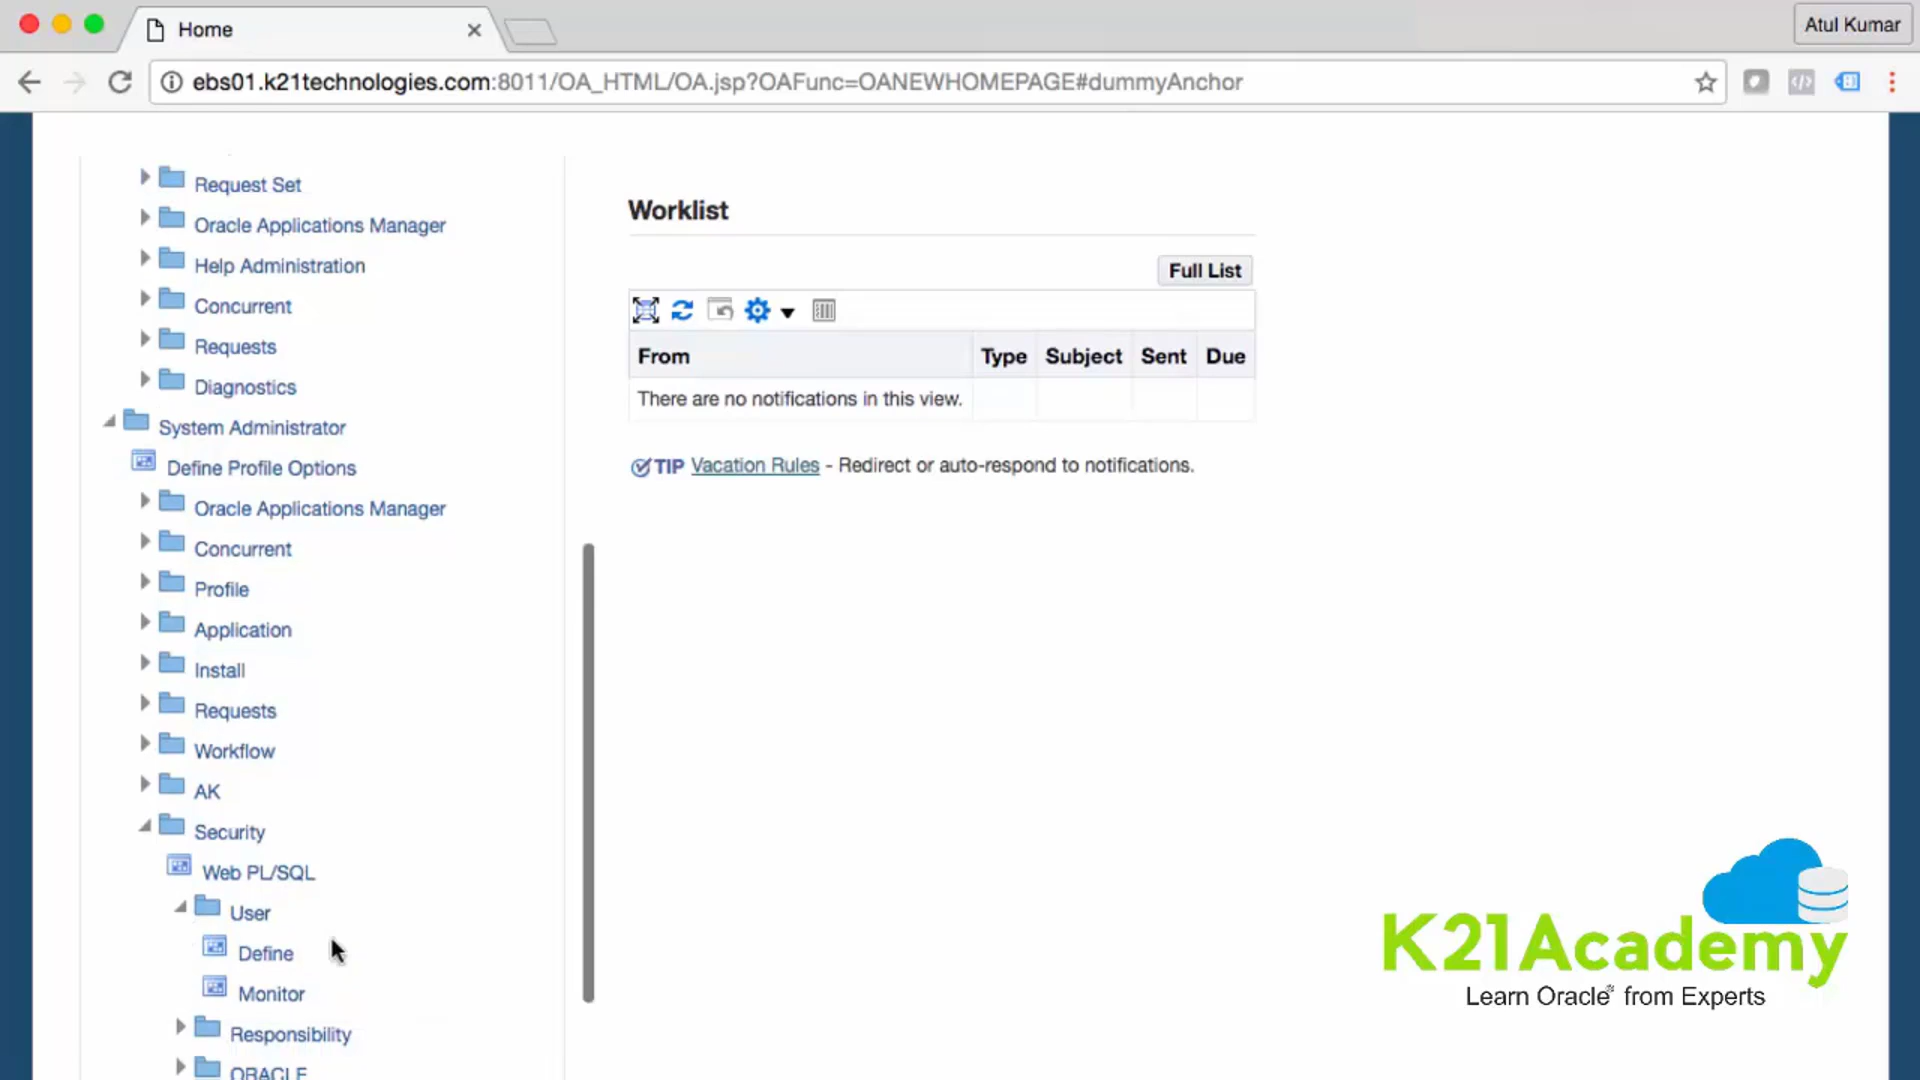 Home
Atul Kumar
ebs01.k21technologies.com:8011/OA_HTML/OA.jsp?OAFunc=OANEWHOMEPAGE#dummyAnchor
Request Set
Oracle Applications Manager
Help Administration
Concurrent
Requests
Diagnostics
System Administrator
Define Profile Options
Oracle Applications Manager
Concurrent
Profile
Application
Install
Requests
Workflow
AK
Security
Web PL/SQL
User
Define
Monitor
Responsibility
ORACLE
Worklist
Full List
From Type Subject Sent Due
There are no notifications in this view.
TIP Vacation Rules - Redirect or auto-respond to notifications.
K21Academy
Learn Oracle® from Experts